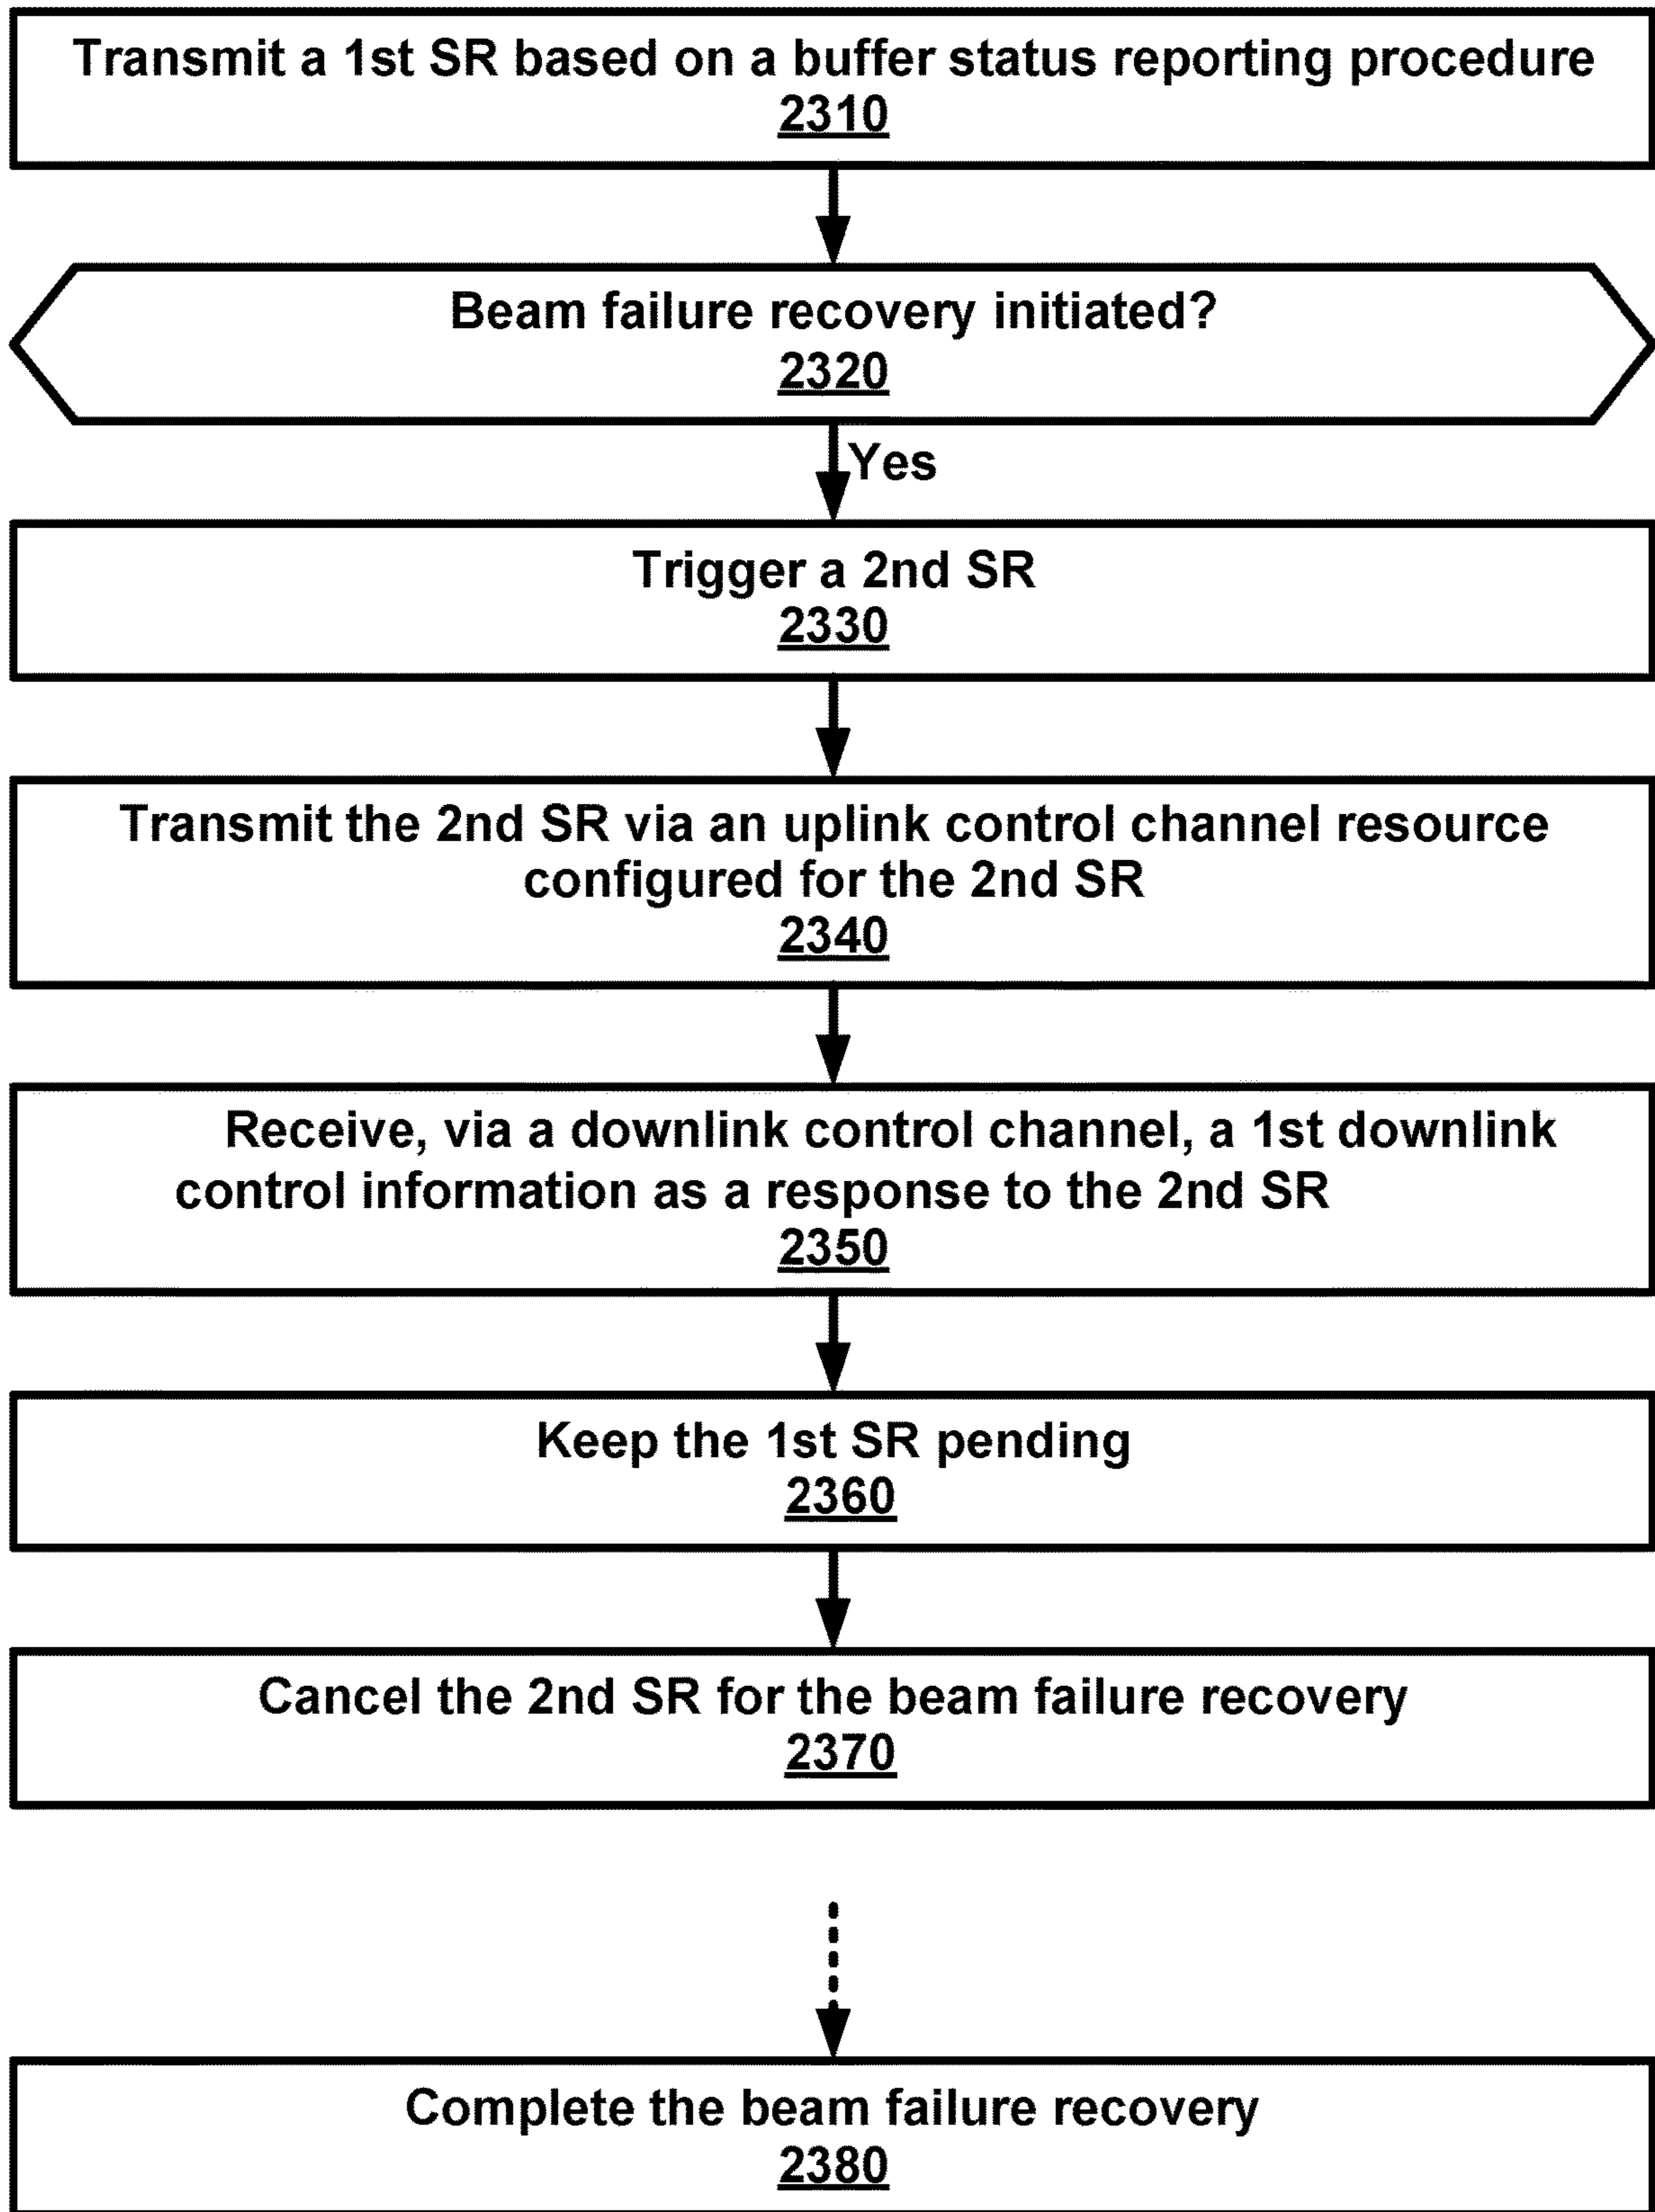 Transmit a 1st SR based on a buffer status reporting procedure
2310
Beam failure recovery initiated?
2320
Yes
Trigger a 2nd SR
2330
Transmit the 2nd SR via an uplink control channel resource
configured for the 2nd SR
2340
Receive, via a downlink control channel, a 1st downlink
control information as a response to the 2nd SR
2350
Keep the 1st SR pending
2360
Cancel the 2nd SR for the beam failure recovery
2370
Complete the beam failure recovery
2380